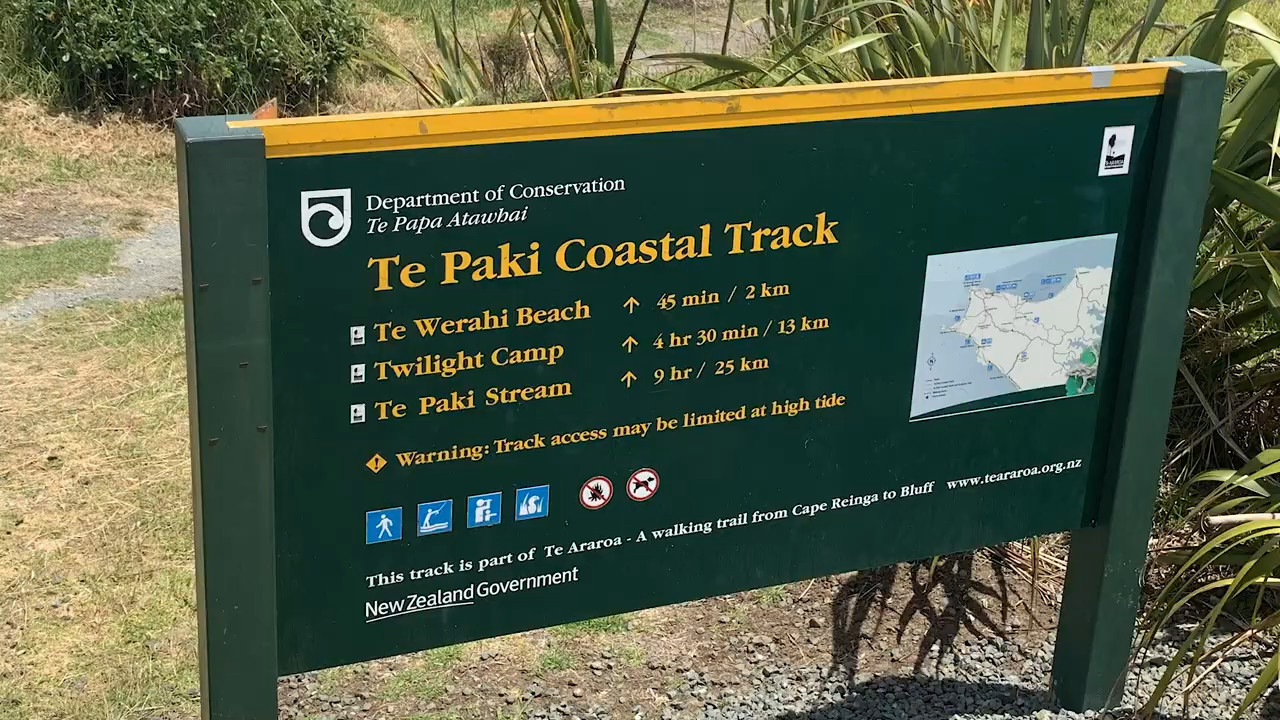 Department of Conservation
Te Papa Atawhai
Te Paki Coastal Track
Te Werahi Beach ↑ 45 min / 2 km
Twilight Camp ↑ 4 hr 30 min / 13 km
Te Paki Stream ↑ 9 hr / 25 km
Warning: Track access may be limited at high tide
This track is part of Te Araroa - A walking trail from Cape Reinga to Bluff www.teararoa.org.nz
New Zealand Government